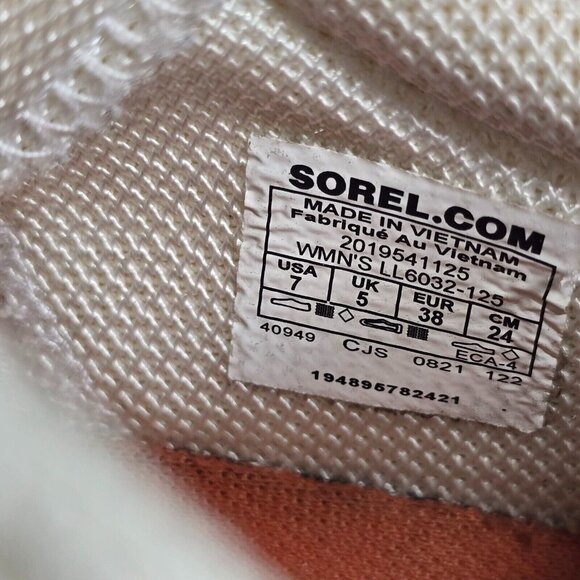 SOREL.COM
MADE IN VIETNAM
Fabriqué Au Vietnam
2019541125
WMN'S LL6032-125
USA UK EUR CM
7 5 38 24
40949 CJS 0821 ECA-4 122
194895782421